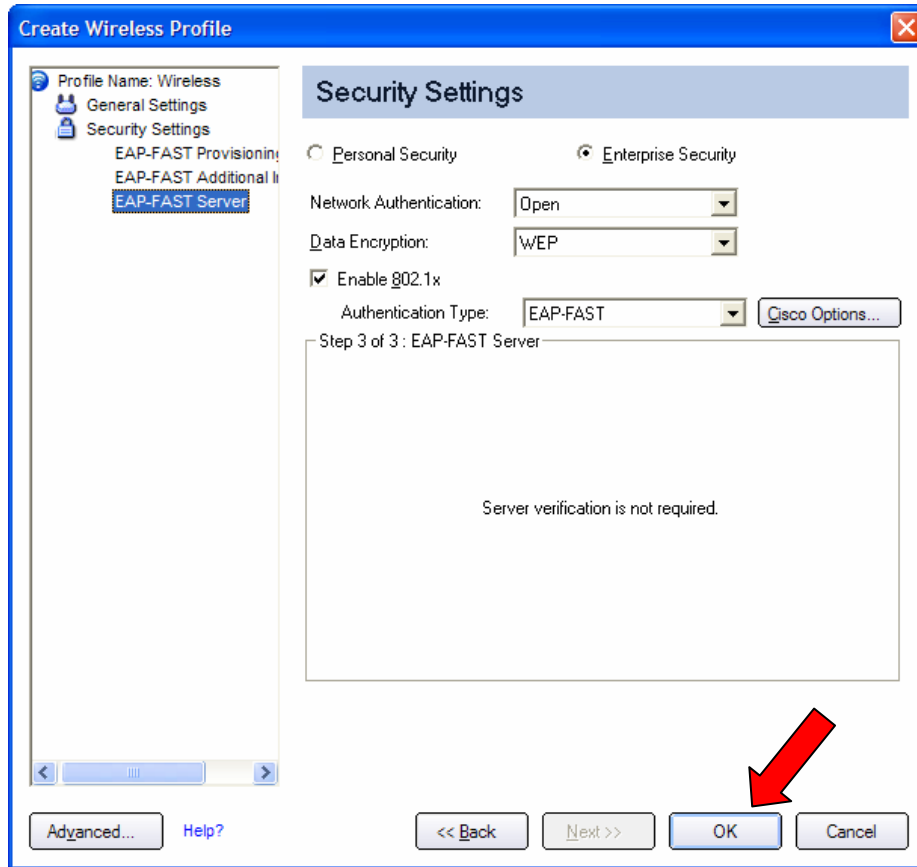 Create Wireless Profile
Profile Name: Wireless
General Settings
Security Settings
EAP-FAST Provisioning
EAP-FAST Additional I
EAP-FAST Server
Security Settings
Personal Security
Enterprise Security
Network Authentication:
Open
Data Encryption:
WEP
Enable 802.1x
Authentication Type:
EAP-FAST
Cisco Options...
Step 3 of 3 : EAP-FAST Server
Server verification is not required.
Advanced...
Help?
<< Back
Next >>
OK
Cancel